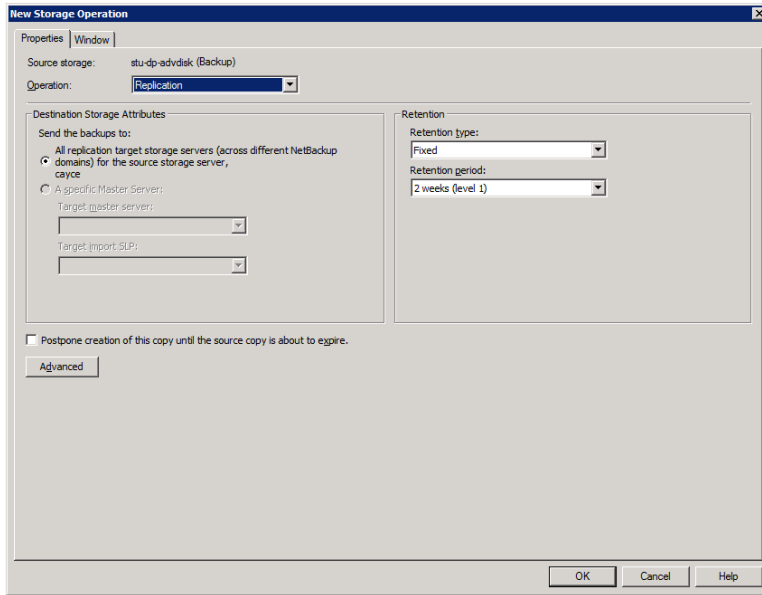 New Storage Operation
Properties
Window
Source storage: stu-dp-advdisk (Backup)
Operation: Replication
Destination Storage Attributes
Send the backups to:
All replication target storage servers (across different NetBackup
domains) for the source storage server,
cayce
A specific Master Server:
Target master server:
Target import SLP:
Retention
Retention type:
Fixed
Retention period:
2 weeks (level 1)
Postpone creation of this copy until the source copy is about to expire.
Advanced
OK Cancel Help